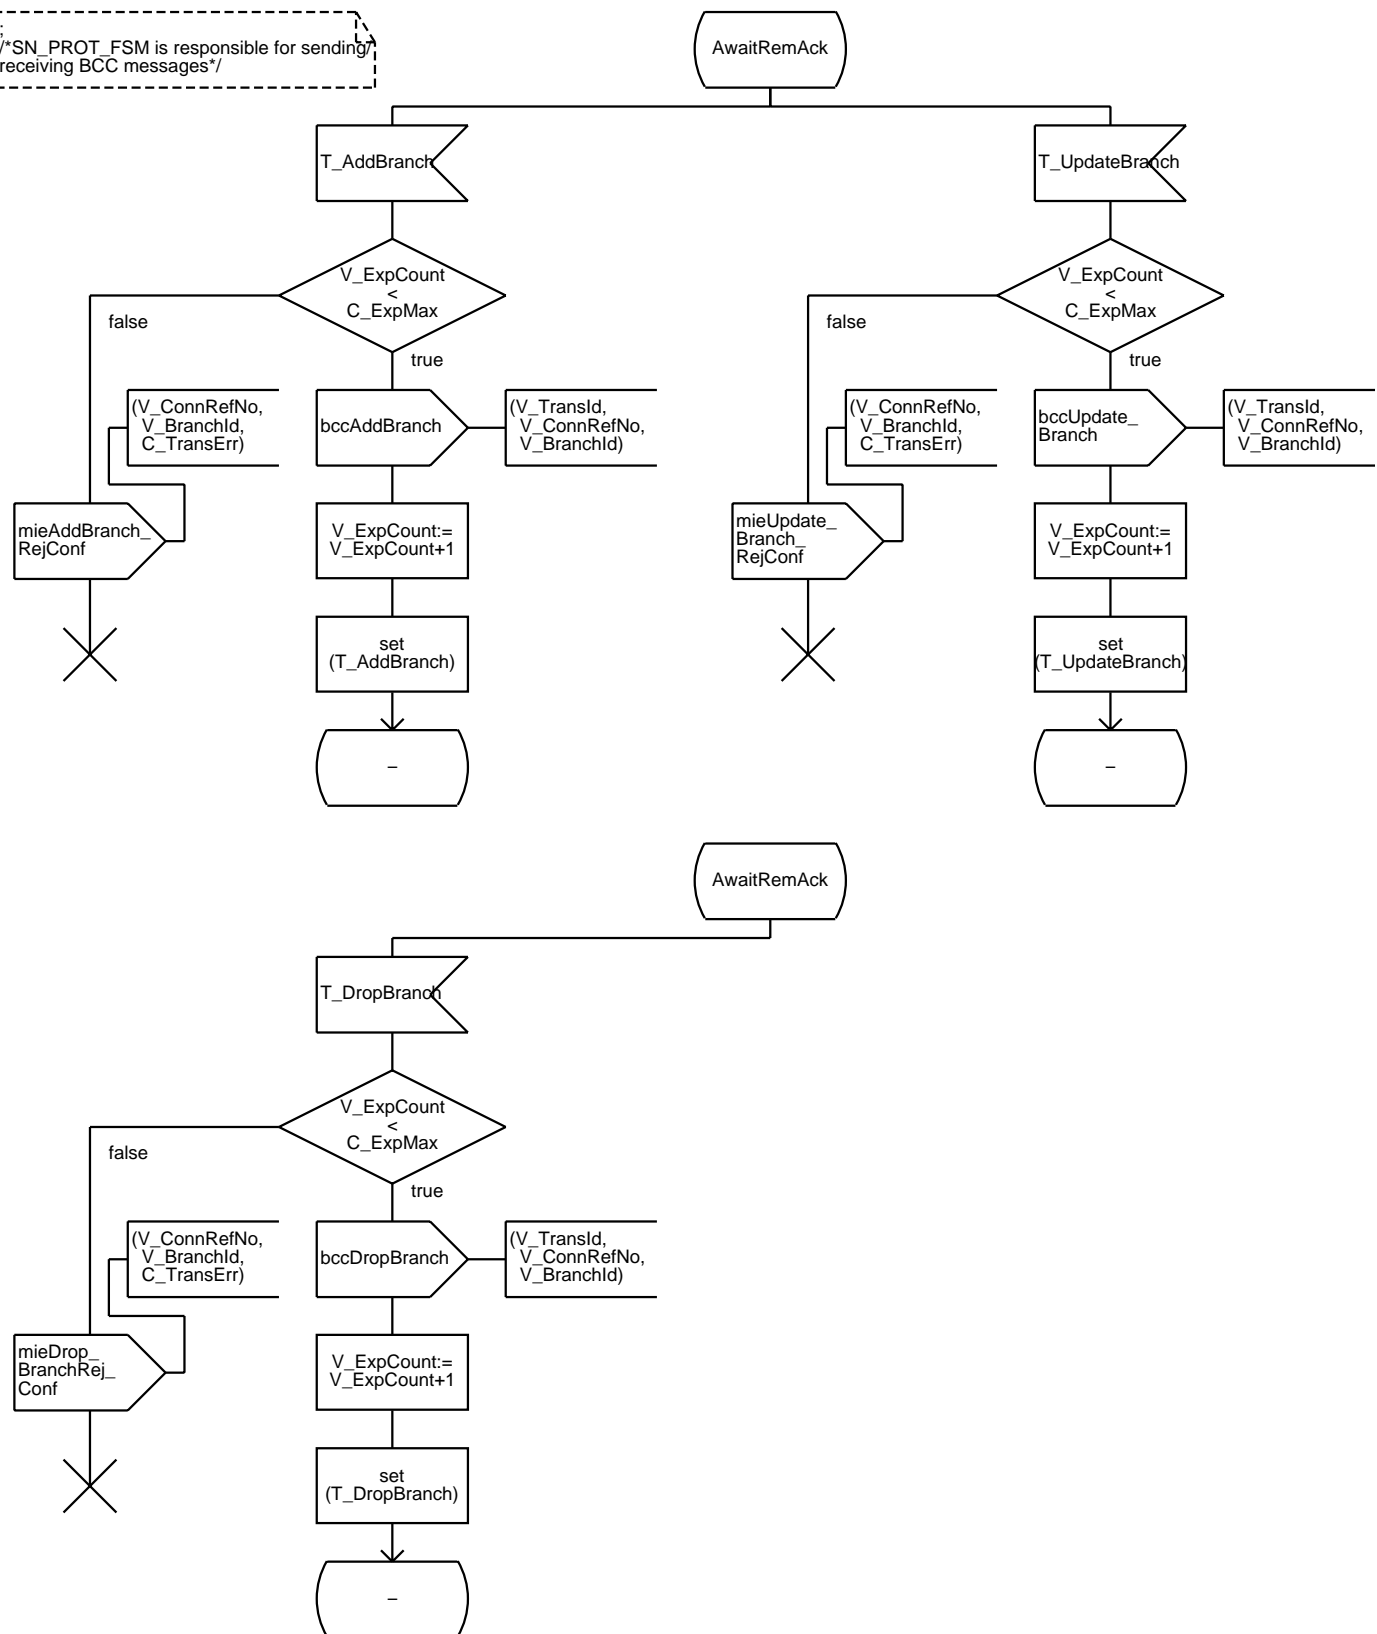 ;
/*SN_PROT_FSM is responsible for sending/
receiving BCC messages*/
AwaitRemAck
T_AddBranch
T_UpdateBranch
V_ExpCount
<
C_ExpMax
false
true
V_ExpCount
<
C_ExpMax
false
true
(V_ConnRefNo,
V_BranchId,
C_TransErr)
bccAddBranch
(V_TransId,
V_ConnRefNo,
V_BranchId)
(V_ConnRefNo,
V_BranchId,
C_TransErr)
bccUpdate_
Branch
(V_TransId,
V_ConnRefNo,
V_BranchId)
mieAddBranch_
RejConf
V_ExpCount:=
V_ExpCount+1
mieUpdate_
Branch_
RejConf
V_ExpCount:=
V_ExpCount+1
set
(T_AddBranch)
set
(T_UpdateBranch)
–
–
AwaitRemAck
T_DropBranch
V_ExpCount
<
C_ExpMax
false
true
(V_ConnRefNo,
V_BranchId,
C_TransErr)
bccDropBranch
(V_TransId,
V_ConnRefNo,
V_BranchId)
mieDrop_
BranchRej_
Conf
V_ExpCount:=
V_ExpCount+1
set
(T_DropBranch)
–